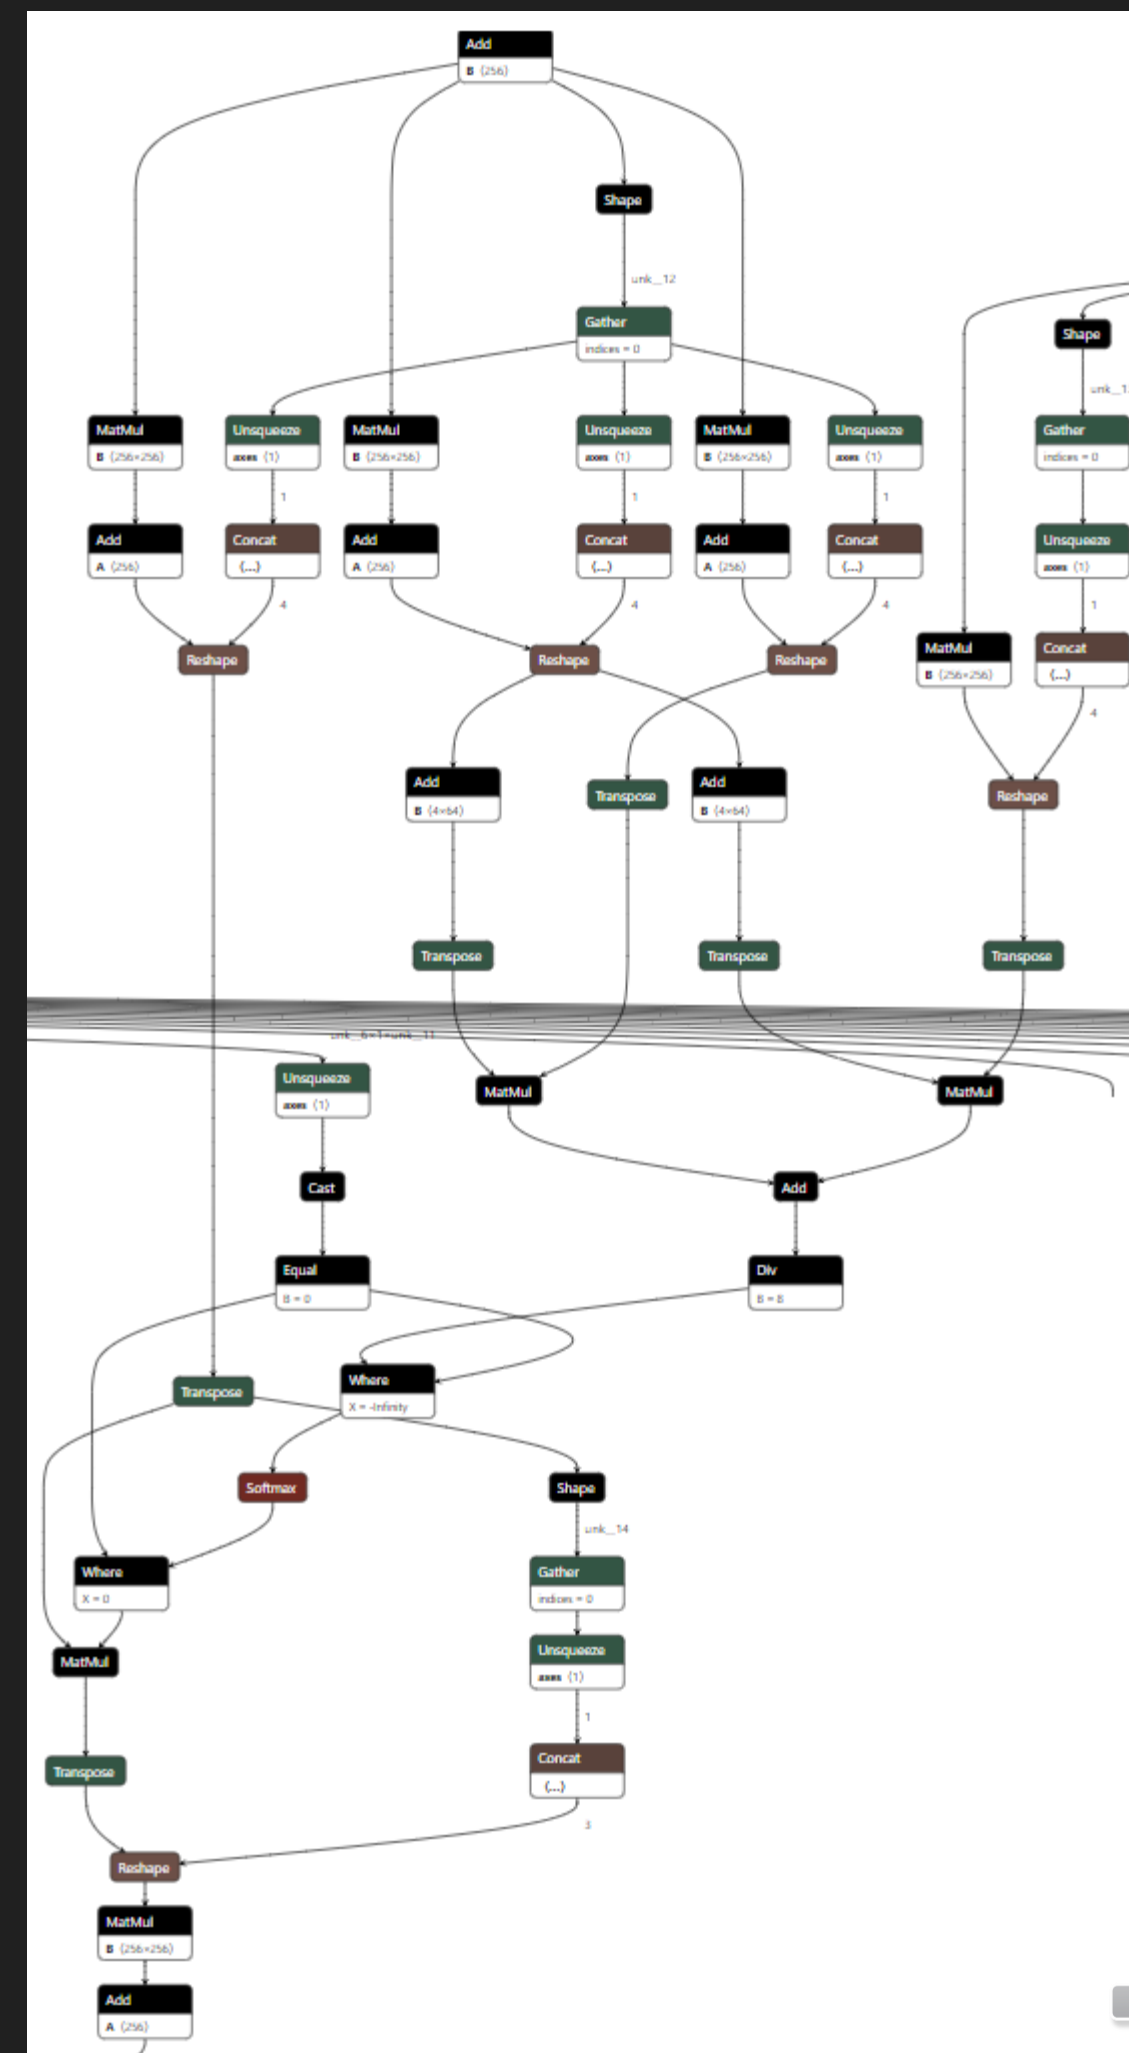 Add
B ⟨256⟩
Shape
unk__12
Gather
indices = 0
Shape
MatMul
B ⟨256×256⟩
Unsqueeze
axes ⟨1⟩
MatMul
B ⟨256×256⟩
Unsqueeze
axes ⟨1⟩
MatMul
B ⟨256×256⟩
Unsqueeze
axes ⟨1⟩
Gather
indices = 0
1
1
1
Add
A ⟨256⟩
Concat
⟨...⟩
Add
A ⟨256⟩
Concat
⟨...⟩
Add
A ⟨256⟩
Concat
⟨...⟩
Unsqueeze
axes ⟨1⟩
4
4
4
1
Reshape
Reshape
Reshape
MatMul
B ⟨256×256⟩
Concat
⟨...⟩
4
Add
B ⟨4×64⟩
Transpose
Add
B ⟨4×64⟩
Reshape
Transpose
Transpose
Transpose
unk__6×1×unk__11
Unsqueeze
axes ⟨1⟩
MatMul
MatMul
Cast
Add
Equal
B = 0
Div
B = 8
Transpose
Where
X = -Infinity
Softmax
Shape
unk__14
Where
X = 0
Gather
indices = 0
MatMul
Unsqueeze
axes ⟨1⟩
1
Transpose
Concat
⟨...⟩
3
Reshape
MatMul
B ⟨256×256⟩
Add
A ⟨256⟩